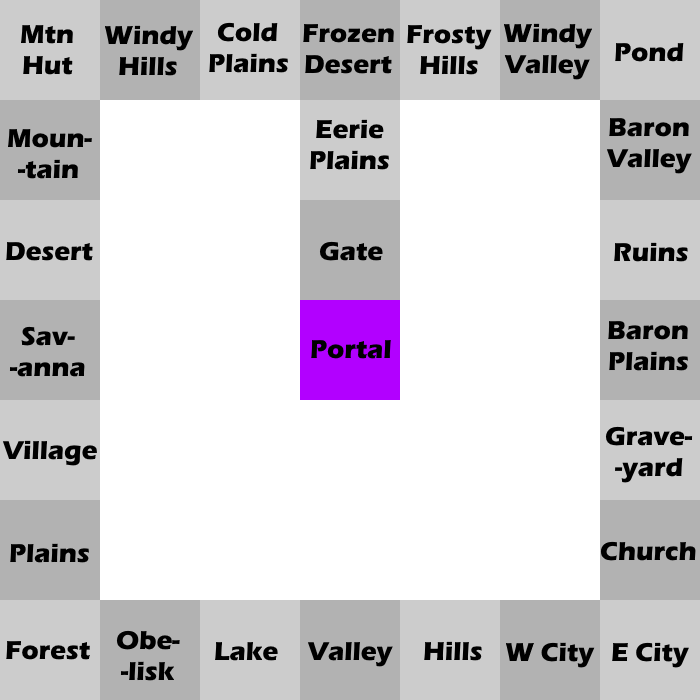 Mtn
Hut
Windy
Hills
Cold
Plains
Frozen
Desert
Frosty
Hills
Windy
Valley
Pond
Moun-
-tain
Eerie
Plains
Baron
Valley
Desert
Gate
Ruins
Sav-
-anna
Portal
Baron
Plains
Village
Grave-
-yard
Plains
Church
Forest
Obe-
-lisk
Lake
Valley
Hills
W City
E City